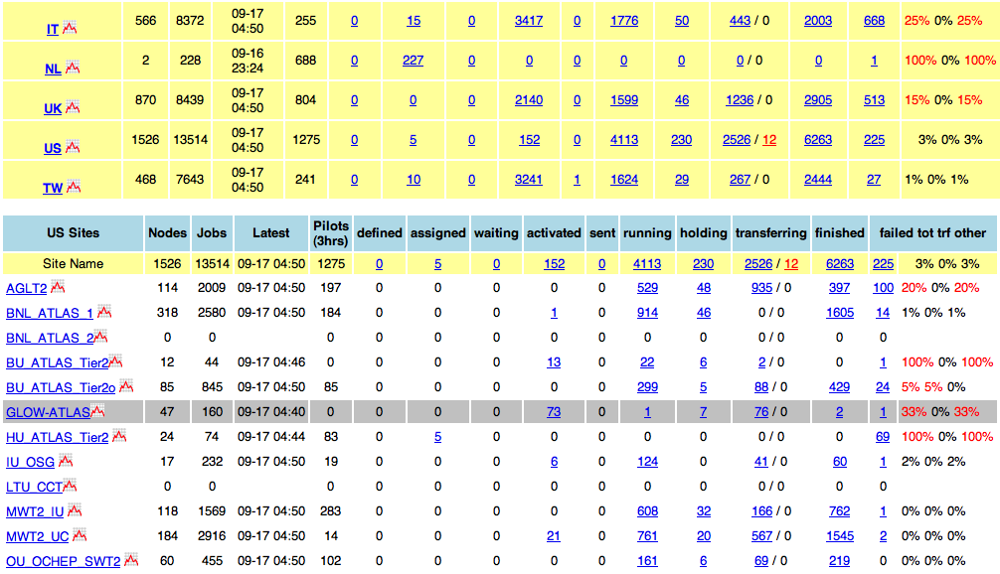 IT 566 8372 09-17 04:50 255 0 15 0 3417 0 1776 50 443 / 0 2003 668 25% 0% 25%
NL 2 228 09-16 23:24 688 0 227 0 0 0 0 0 0 / 0 0 1 100% 0% 100%
UK 870 8439 09-17 04:50 804 0 0 0 2140 0 1599 46 1236 / 0 2905 513 15% 0% 15%
US 1526 13514 09-17 04:50 1275 0 5 0 152 0 4113 230 2526 / 12 6263 225 3% 0% 3%
TW 468 7643 09-17 04:50 241 0 10 0 3241 1 1624 29 267 / 0 2444 27 1% 0% 1%
US Sites Nodes Jobs Latest Pilots (3hrs) defined assigned waiting activated sent running holding transferring finished failed tot trf other
Site Name 1526 13514 09-17 04:50 1275 0 5 0 152 0 4113 230 2526 / 12 6263 225 3% 0% 3%
AGLT2 114 2009 09-17 04:50 197 0 0 0 0 0 529 48 935 / 0 397 100 20% 0% 20%
BNL_ATLAS_1 318 2580 09-17 04:50 184 0 0 0 1 0 914 46 0 / 0 1605 14 1% 0% 1%
BNL_ATLAS_2 0 0 0 0 0 0 0 0 0 0 0 / 0 0 0
BU_ATLAS_Tier2 12 44 09-17 04:46 0 0 0 0 13 0 22 6 2 / 0 0 1 100% 0% 100%
BU_ATLAS_Tier2o 85 845 09-17 04:50 85 0 0 0 0 0 299 5 88 / 0 429 24 5% 5% 0%
GLOW-ATLAS 47 160 09-17 04:40 0 0 0 0 73 0 1 7 76 / 0 2 1 33% 0% 33%
HU_ATLAS_Tier2 24 74 09-17 04:44 83 0 5 0 0 0 0 0 0 / 0 0 69 100% 0% 100%
IU_OSG 17 232 09-17 04:50 19 0 0 0 6 0 124 0 41 / 0 60 1 2% 0% 2%
LTU_CCT 0 0 0 0 0 0 0 0 0 0 0 / 0 0 0
MWT2_IU 118 1569 09-17 04:50 283 0 0 0 0 0 608 32 166 / 0 762 1 0% 0% 0%
MWT2_UC 184 2916 09-17 04:50 14 0 0 0 21 0 761 20 567 / 0 1545 2 0% 0% 0%
OU_OCHEP_SWT2 60 455 09-17 04:50 102 0 0 0 0 0 161 6 69 / 0 219 0 0% 0% 0%